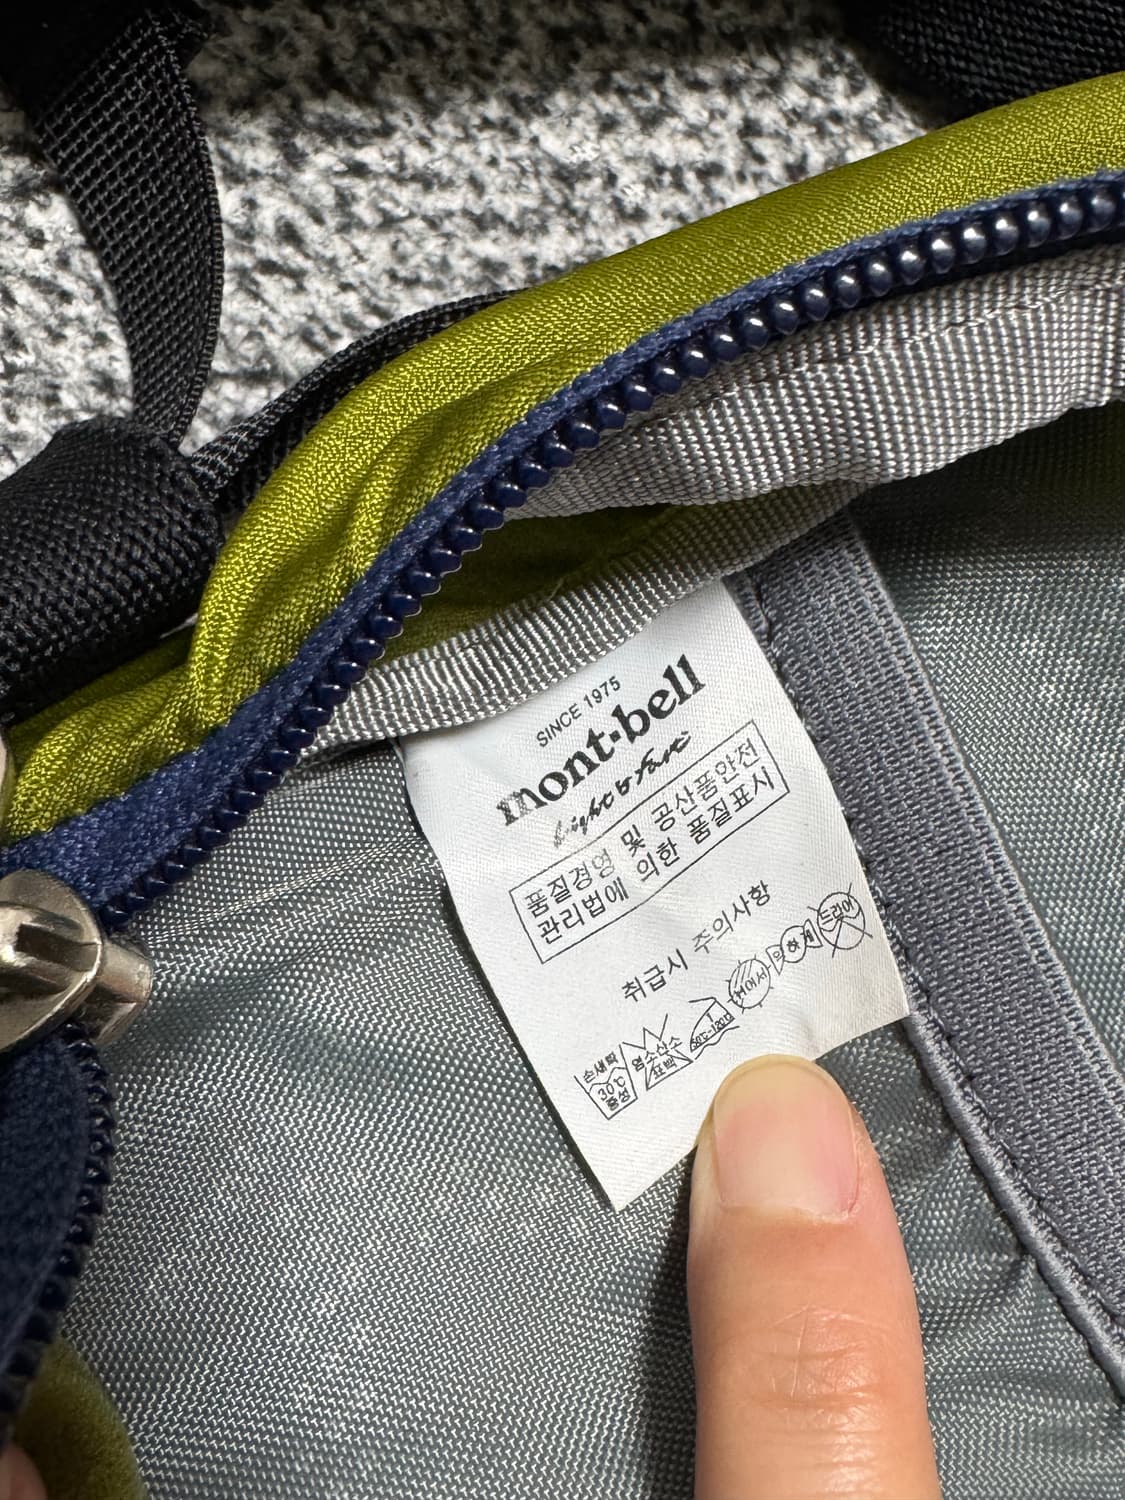 SINCE 1975
mont-bell
Light & Fast
품질경영 및 공산품안전
관리법에 의한 품질표시
취급시 주의사항
손세탁
30℃
중성
염소산소
표백
80℃-120℃
약하게
드라이